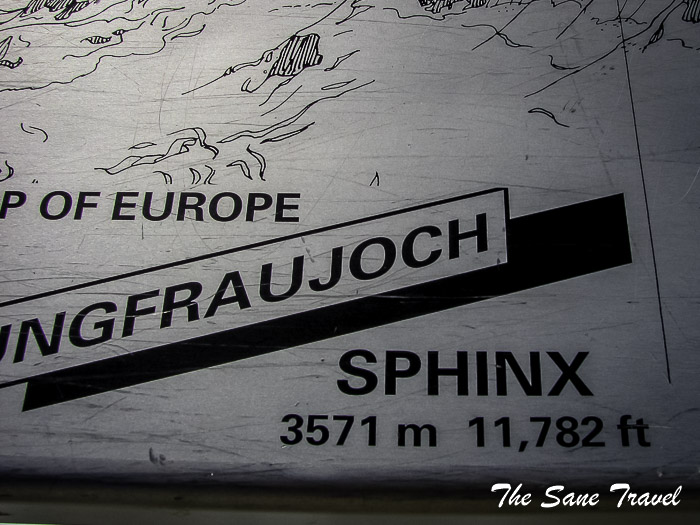 P OF EUROPE
UNGFRAUJOCH
SPHINX
3571 m 11,782 ft
The Sane Travel